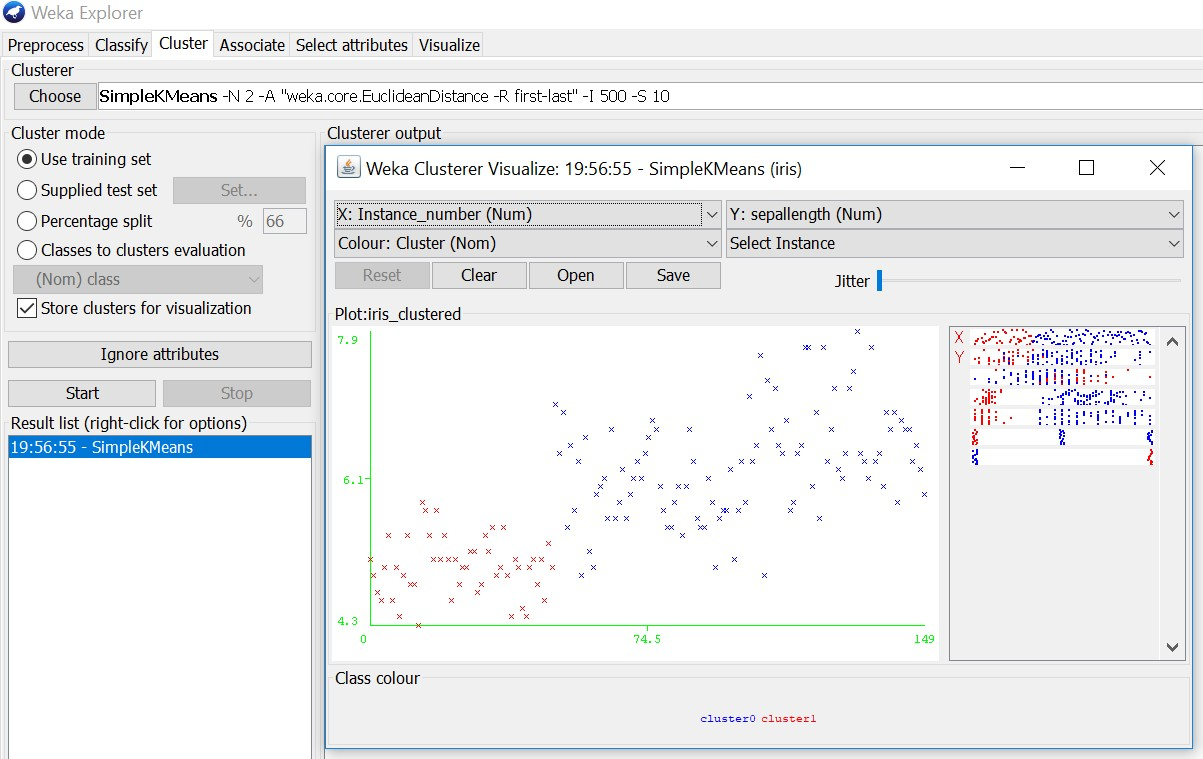 Weka Explorer
Preprocess Classify Cluster Associate Select attributes Visualize
Clusterer
Choose SimpleKMeans -N 2 -A "weka.core.EuclideanDistance -R first-last" -I 500 -S 10
Cluster mode
Use training set
Supplied test set Set...
Percentage split % 66
Classes to clusters evaluation
(Nom) class
Store clusters for visualization
Ignore attributes
Start Stop
Result list (right-click for options)
19:56:55 - SimpleKMeans
Clusterer output
Weka Clusterer Visualize: 19:56:55 - SimpleKMeans (iris)
X: Instance_number (Num) Y: sepallength (Num)
Colour: Cluster (Nom) Select Instance
Reset Clear Open Save Jitter
Plot:iris_clustered
7.9
6.1
4.3
0 74.5 149
X
Y
Class colour
cluster0 cluster1